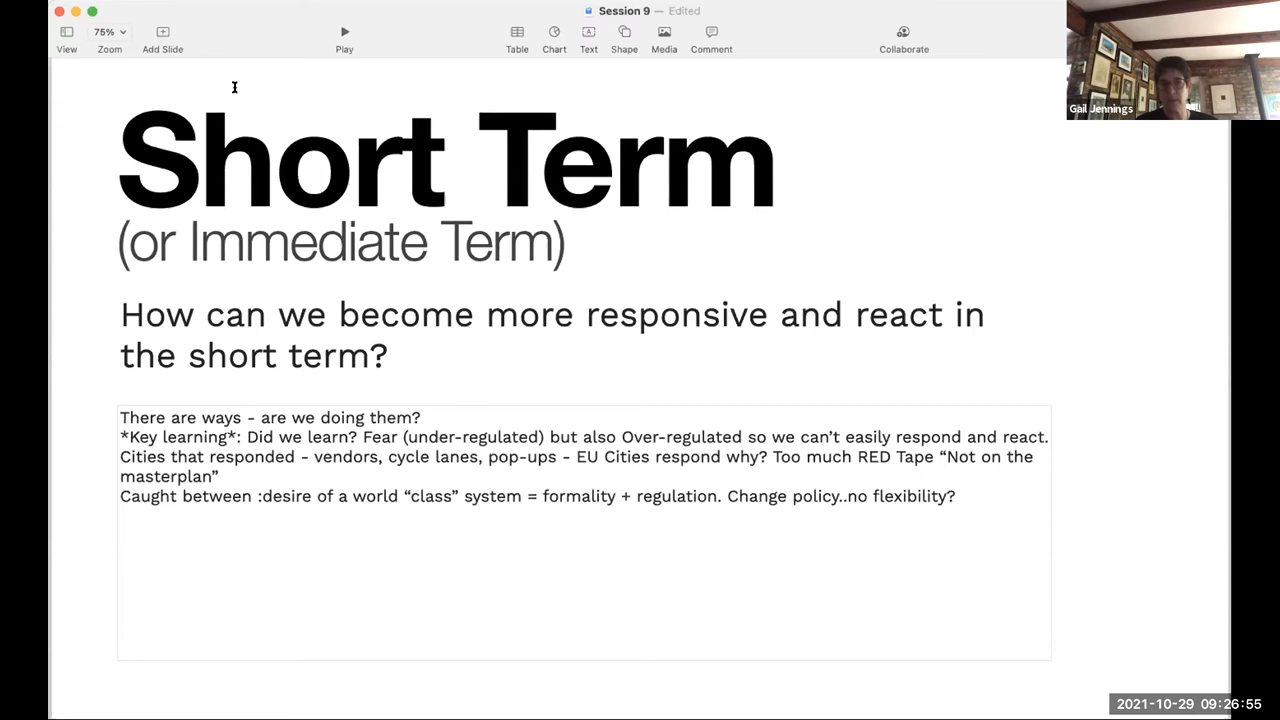 Session 9 — Edited
75%
View
Zoom
Add Slide
Play
Table
Chart
Text
Shape
Media
Comment
Collaborate
Gail Jennings
Short Term
(or Immediate Term)
How can we become more responsive and react in
the short term?
There are ways - are we doing them?
*Key learning*: Did we learn? Fear (under-regulated) but also Over-regulated so we can’t easily respond and react.
Cities that responded - vendors, cycle lanes, pop-ups - EU Cities respond why? Too much RED Tape “Not on the
masterplan”
Caught between :desire of a world “class” system = formality + regulation. Change policy..no flexibility?
2021-10-29 09:26:55